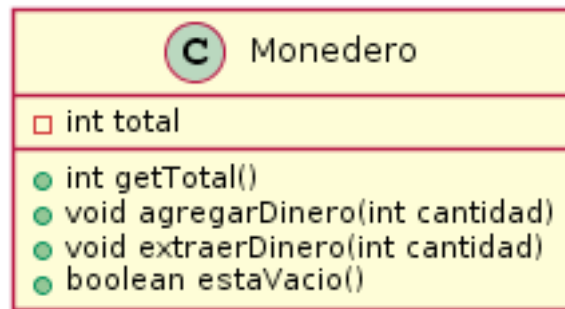 C Monedero
int total
int getTotal()
void agregarDinero(int cantidad)
void extraerDinero(int cantidad)
boolean estaVacio()